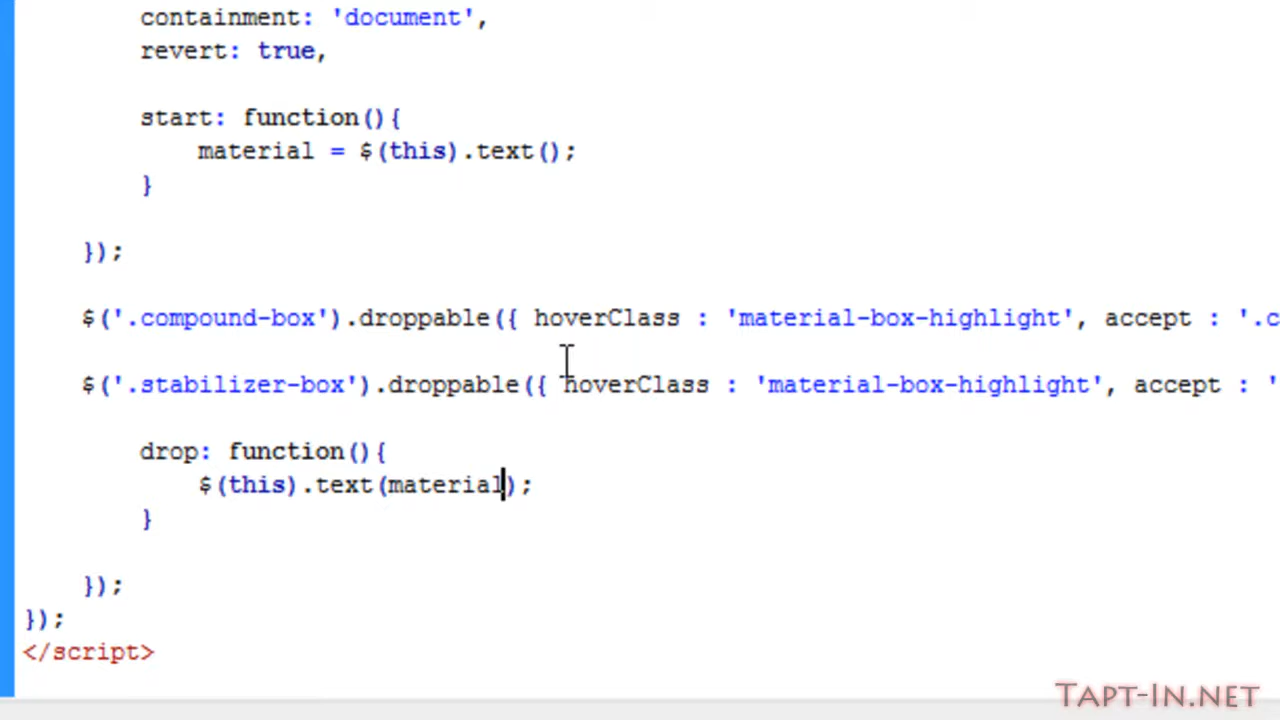 containment: 'document',
revert: true,
start: function(){
material = $(this).text();
}
});
$('.compound-box').droppable({ hoverClass : 'material-box-highlight', accept : '.c
$('.stabilizer-box').droppable({ hoverClass : 'material-box-highlight', accept : '
drop: function(){
$(this).text(material);
}
});
});
</script>
TAPT-IN.NET